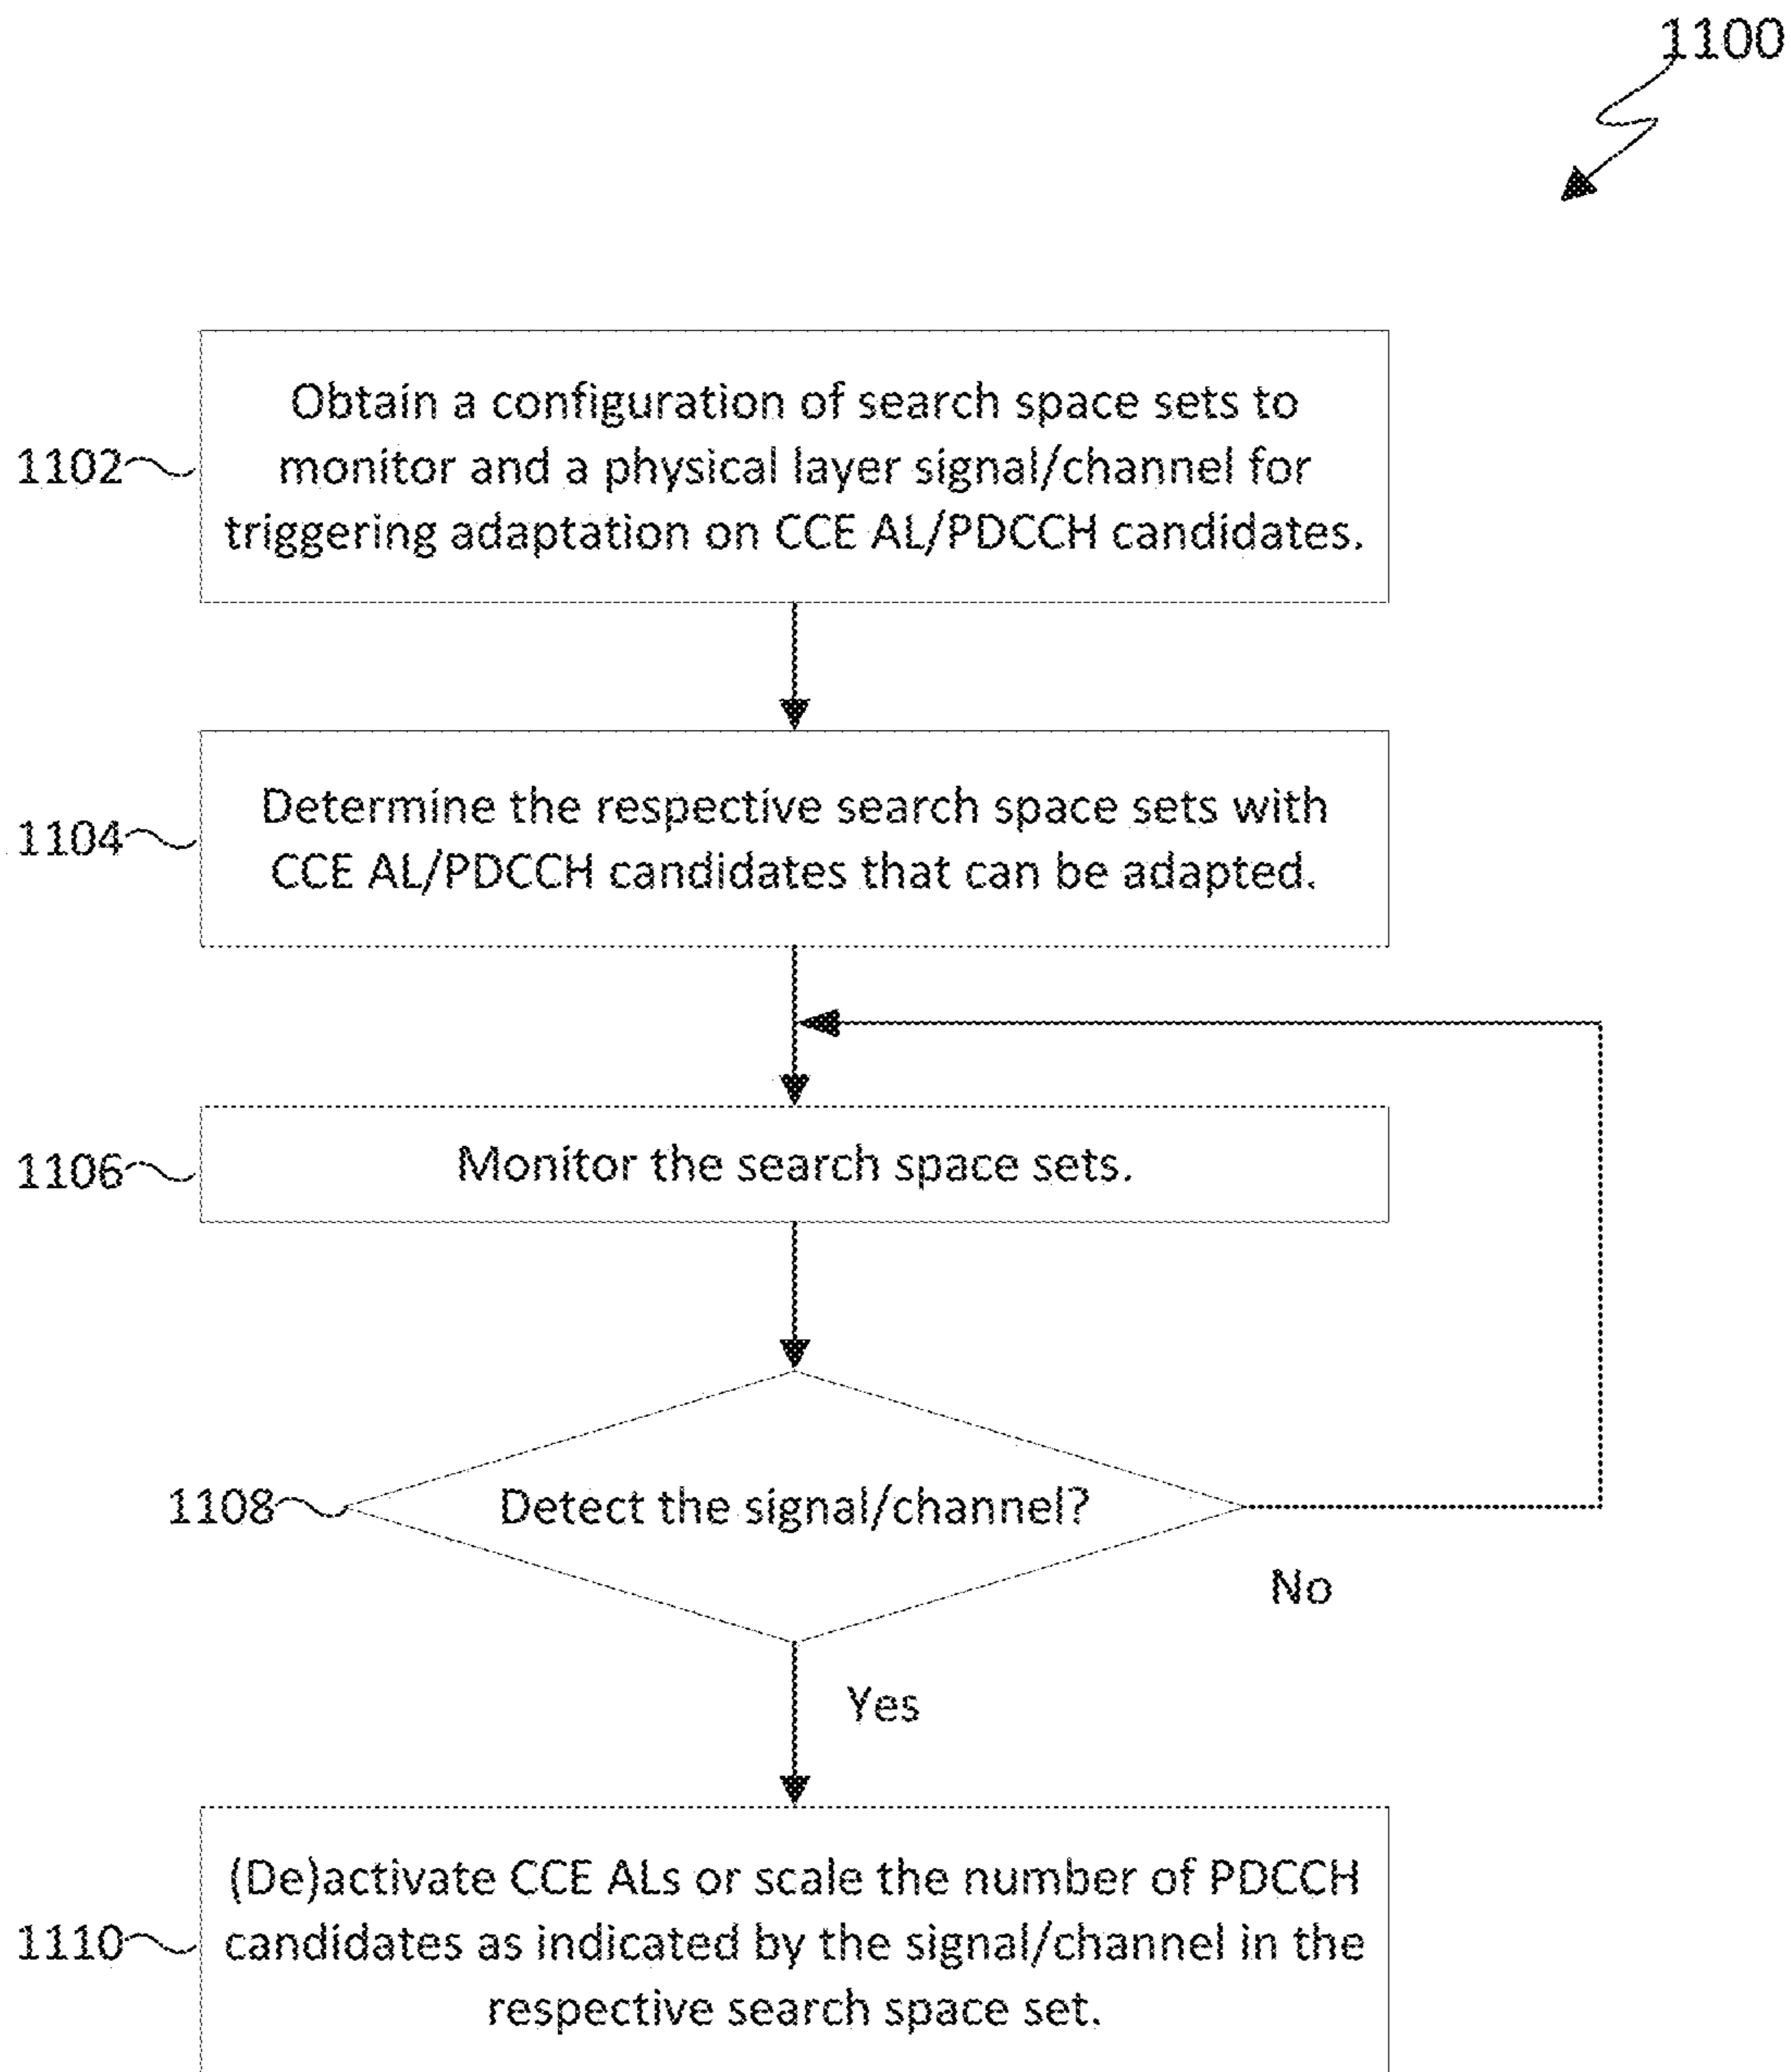 1100
Obtain a configuration of search space sets to
1102
monitor and a physical layer signal/channel for
triggering adaptation on CCE AL/PDCCH candidates.
Determine the respective search space sets with
1104
CCE AL/PDCCH candidates that can be adapted.
1106
Monitor the search space sets.
1108
Detect the signal/channel?
No
Yes
(De)activate CCE ALs or scale the number of PDCCH
1110
candidates as indicated by the signal/channel in the
respective search space set.